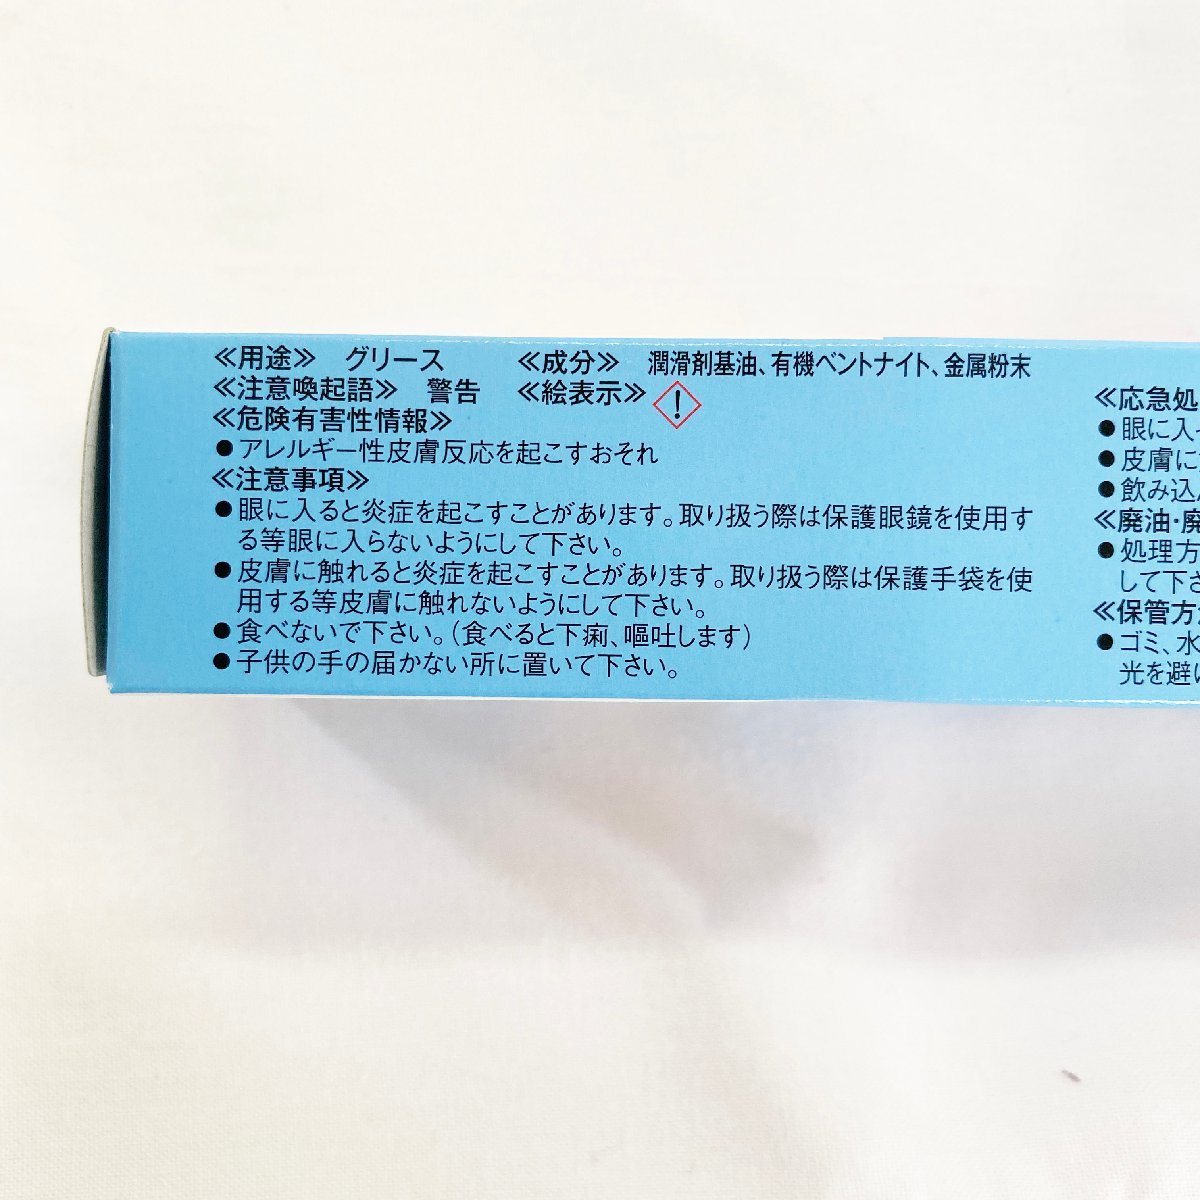 ≪用途≫ グリース ≪成分≫ 潤滑剤基油、有機ベントナイト、金属粉末
≪注意喚起語≫ 警告 ≪絵表示≫ !
≪危険有害性情報≫
●アレルギー性皮膚反応を起こすおそれ
≪注意事項≫
●眼に入ると炎症を起こすことがあります。取り扱う際は保護眼鏡を使用す
る等眼に入らないようにして下さい。
●皮膚に触れると炎症を起こすことがあります。取り扱う際は保護手袋を使
用する等皮膚に触れないようにして下さい。
●食べないで下さい。(食べると下痢、嘔吐します)
●子供の手の届かない所に置いて下さい。
≪応急処
●眼に入
●皮膚に
●飲み込
≪廃油・廃
●処理方
して下さ
≪保管方
●ゴミ、水
光を避け